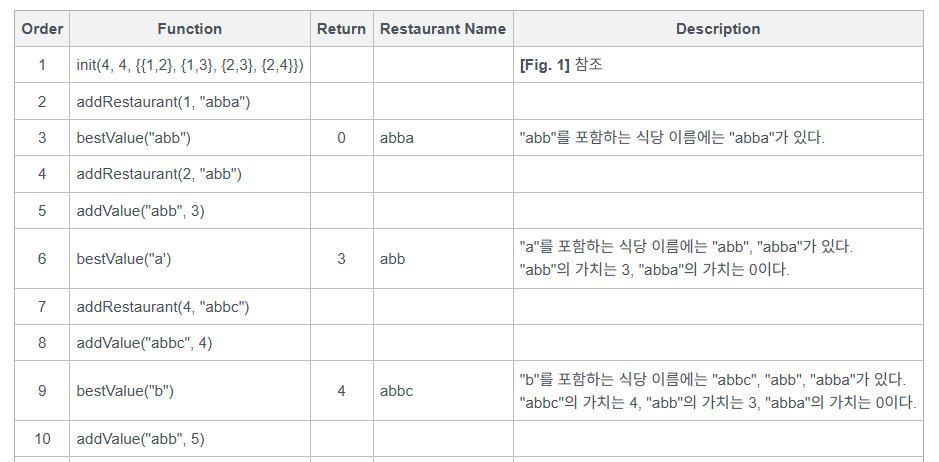 Order Function Return Restaurant Name Description
1 init(4, 4, {{1,2}, {1,3}, {2,3}, {2,4}}) [Fig. 1] 참조
2 addRestaurant(1, "abba")
3 bestValue("abb") 0 abba "abb"를 포함하는 식당 이름에는 "abba"가 있다.
4 addRestaurant(2, "abb")
5 addValue("abb", 3)
6 bestValue("a') 3 abb "a"를 포함하는 식당 이름에는 "abb", "abba"가 있다.
"abb"의 가치는 3, "abba"의 가치는 0이다.
7 addRestaurant(4, "abbc")
8 addValue("abbc", 4)
9 bestValue("b") 4 abbc "b"를 포함하는 식당 이름에는 "abbc", "abb", "abba"가 있다.
"abbc"의 가치는 4, "abb"의 가치는 3, "abba"의 가치는 0이다.
10 addValue("abb", 5)